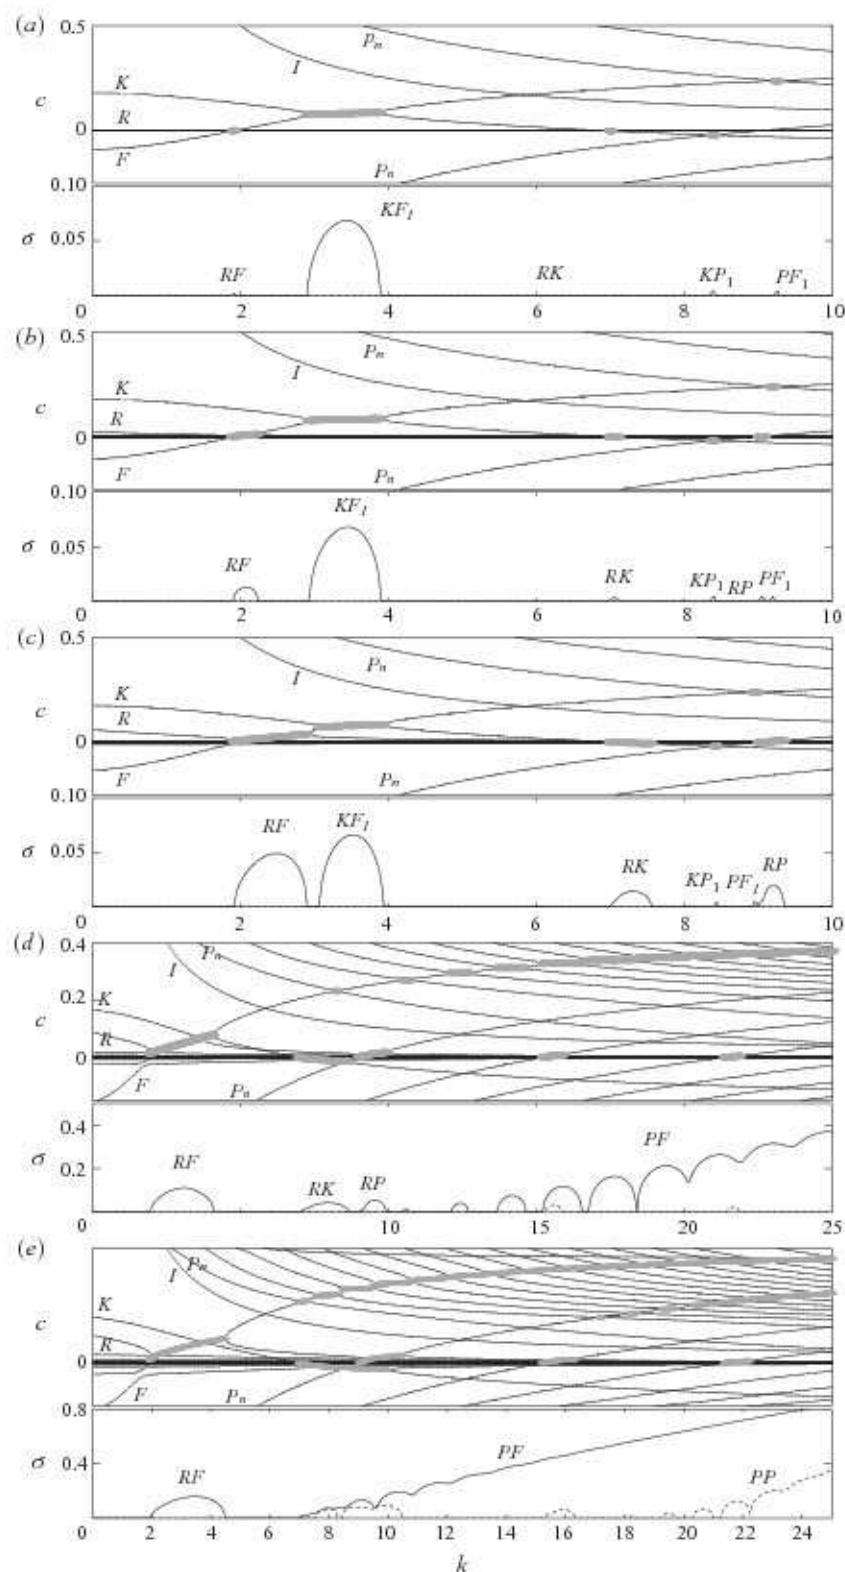 (a) 0.5
P_n
I
K
c
R
0
F
P_n
0.10
KF_I
σ 0.05
RF RK KP_1 PF_1
0 2 4 6 8 10
(b) 0.5
P_n
I
K
c
R
0
F
P_n
0.10
KF_I
σ 0.05
RF RK KP_1 RP PF_1
0 2 4 6 8 10
(c) 0.5
P_n
I
K
c
R
0
F
P_n
0.10
KF_I
σ 0.05
RF RK KP_1 PF_I RP
0 2 4 6 8 10
(d) 0.4
P_n
I
K
c 0.2
R
0
F
P_n
σ 0.4
PF
0.2
RF RK RP
0 10 15 20 25
(e)
P_n
I
K
c
R
0
F
P_n
0.8
PF
σ 0.4
RF PP
0 2 4 6 8 10 12 14 16 18 20 22 24
k